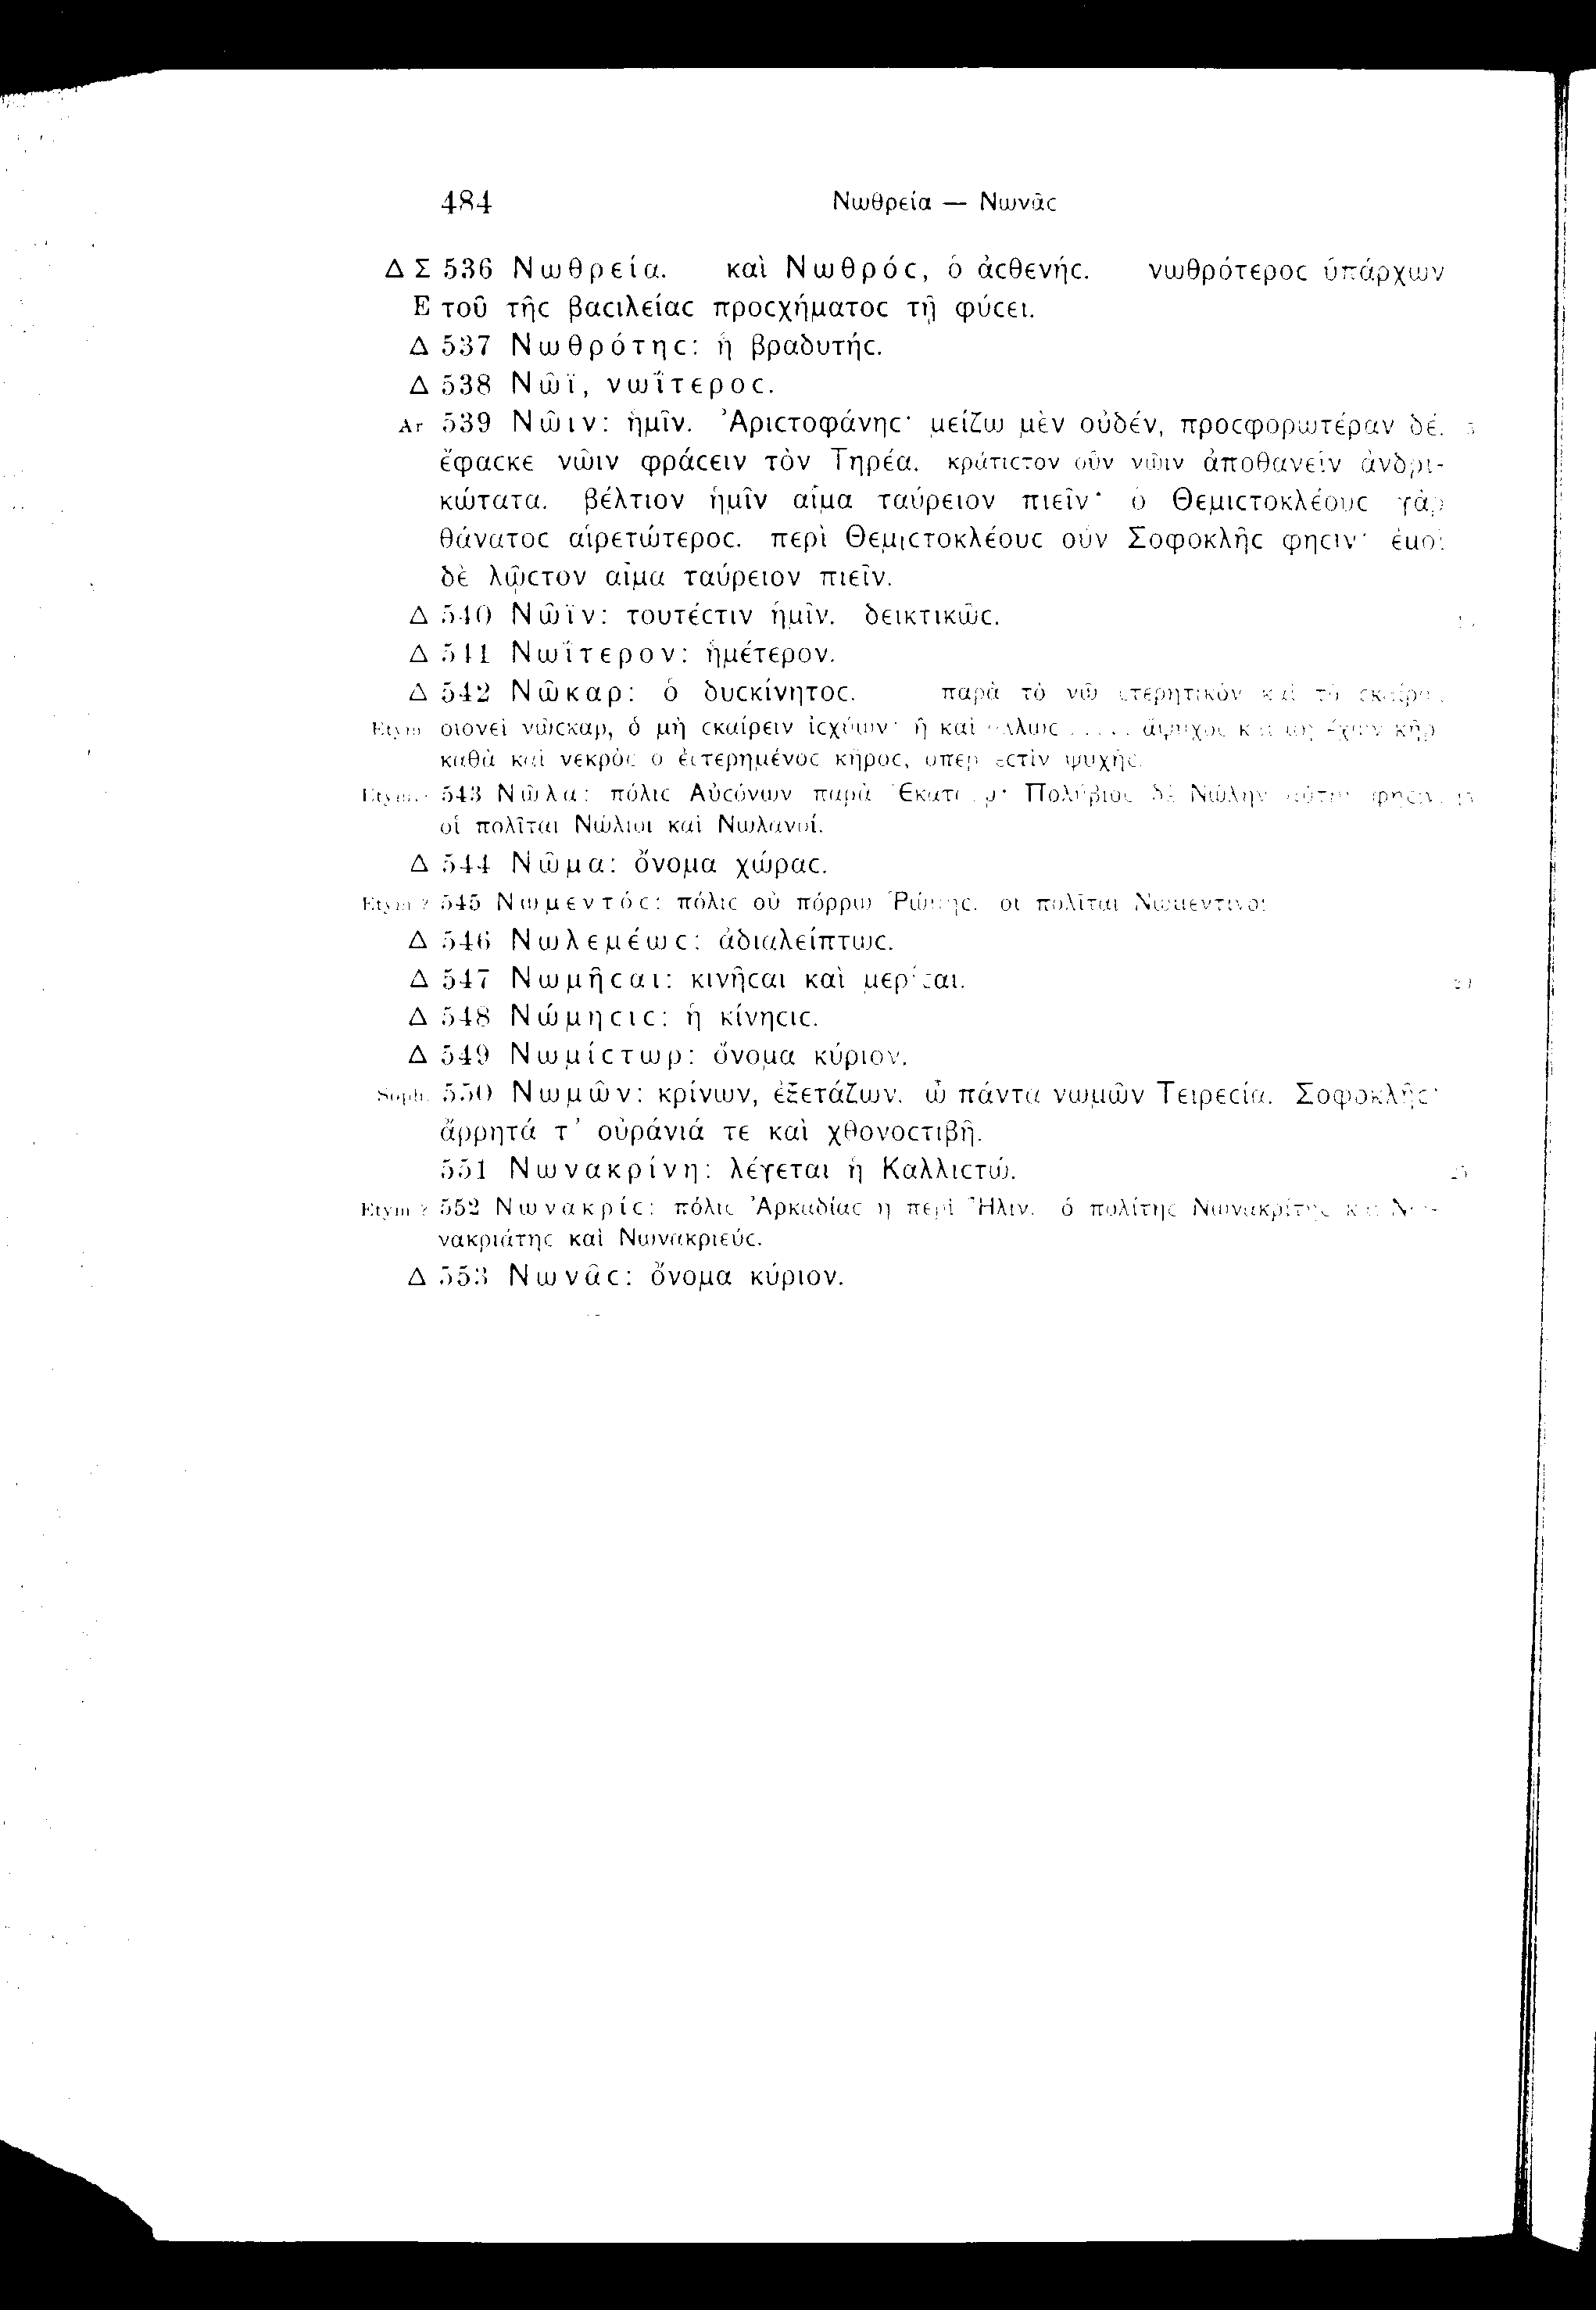 484 Νωθρεία — Νωνᾶς
Δ Σ 536 Νωθρεία. καὶ Νωθρός, ὁ ἀσθενής. νωθρότερος ὑπάρχων
E τοῦ τῆς βασιλείας προσχήματος τῇ φύσει.
Δ 537 Νωθρότης: ἡ βραδυτής.
Δ 538 Νῶϊ, νωΐτερος.
Ar 539 Νῶιν: ἡμῖν. Ἀριστοφάνης· μείζω μὲν οὐδέν, προσφορωτέραν δέ. 5
ἔφασκε νῶιν φράσειν τὸν Τηρέα. κράτιστον οὖν νῶιν ἀποθανεῖν ἀνδρι-
κώτατα. βέλτιον ἡμῖν αἷμα ταύρειον πιεῖν· ὁ Θεμιστοκλέους γὰρ
θάνατος αἱρετώτερος. περὶ Θεμιστοκλέους οὖν Σοφοκλῆς φησιν· ἐμοὶ
δὲ λῷστον αἷμα ταύρειον πιεῖν.
Δ 540 Νῶϊν: τουτέστιν ἡμῖν. δεικτικῶς.
Δ 541 Νωΐτερον: ἡμέτερον.
Δ 542 Νῶκαρ: ὁ δυσκίνητος. παρὰ τὸ νῶ στερητικὸν καὶ τὸ
Etym οἱονεὶ νώσκαρ, ὁ μὴ σκαίρειν ἰσχύων· ἢ καὶ ἄλλως ..... ἄψυχος καὶ μὴ ἔχων κῆρ
καθὰ καὶ νεκρὸς ὁ ἐστερημένος κῆρος, ὅπερ ἐστὶν ψυχῆς.
Etym. 543 Νῶλα: πόλις Αὐσόνων παρὰ Πολύβιος δὲ Νώλην αὐτήν φησιν. 15
οἱ πολῖται Νώλιοι καὶ Νωλανοί.
Δ 544 Νῶμα: ὄνομα χώρας.
Etym ? 545 Νωμεντός: πόλις οὐ πόρρω Ῥώμης. οἱ πολῖται Νωμεντινοί
Δ 546 Νωλεμέως: ἀδιαλείπτως.
Δ 547 Νωμῆσαι: κινῆσαι καὶ μερίσαι. 20
Δ 548 Νώμησις: ἡ κίνησις.
Δ 549 Νωμίστωρ: ὄνομα κύριον.
Soph. 550 Νωμῶν: κρίνων, ἐξετάζων. ὦ πάντα νωμῶν Τειρεσία. Σοφοκλῆς·
ἄρρητά τ’ οὐράνιά τε καὶ χθονοστιβῆ.
551 Νωνακρίνη: λέγεται ἡ Καλλιστώ.
Etym ? 552 Νωνακρίς: πόλις Ἀρκαδίας ἢ περὶ Ἦλιν. ὁ πολίτης Νωνακρίτης καὶ Νω-
νακριάτης καὶ Νωνακριεύς.
Δ 553 Νωνᾶς: ὄνομα κύριον.